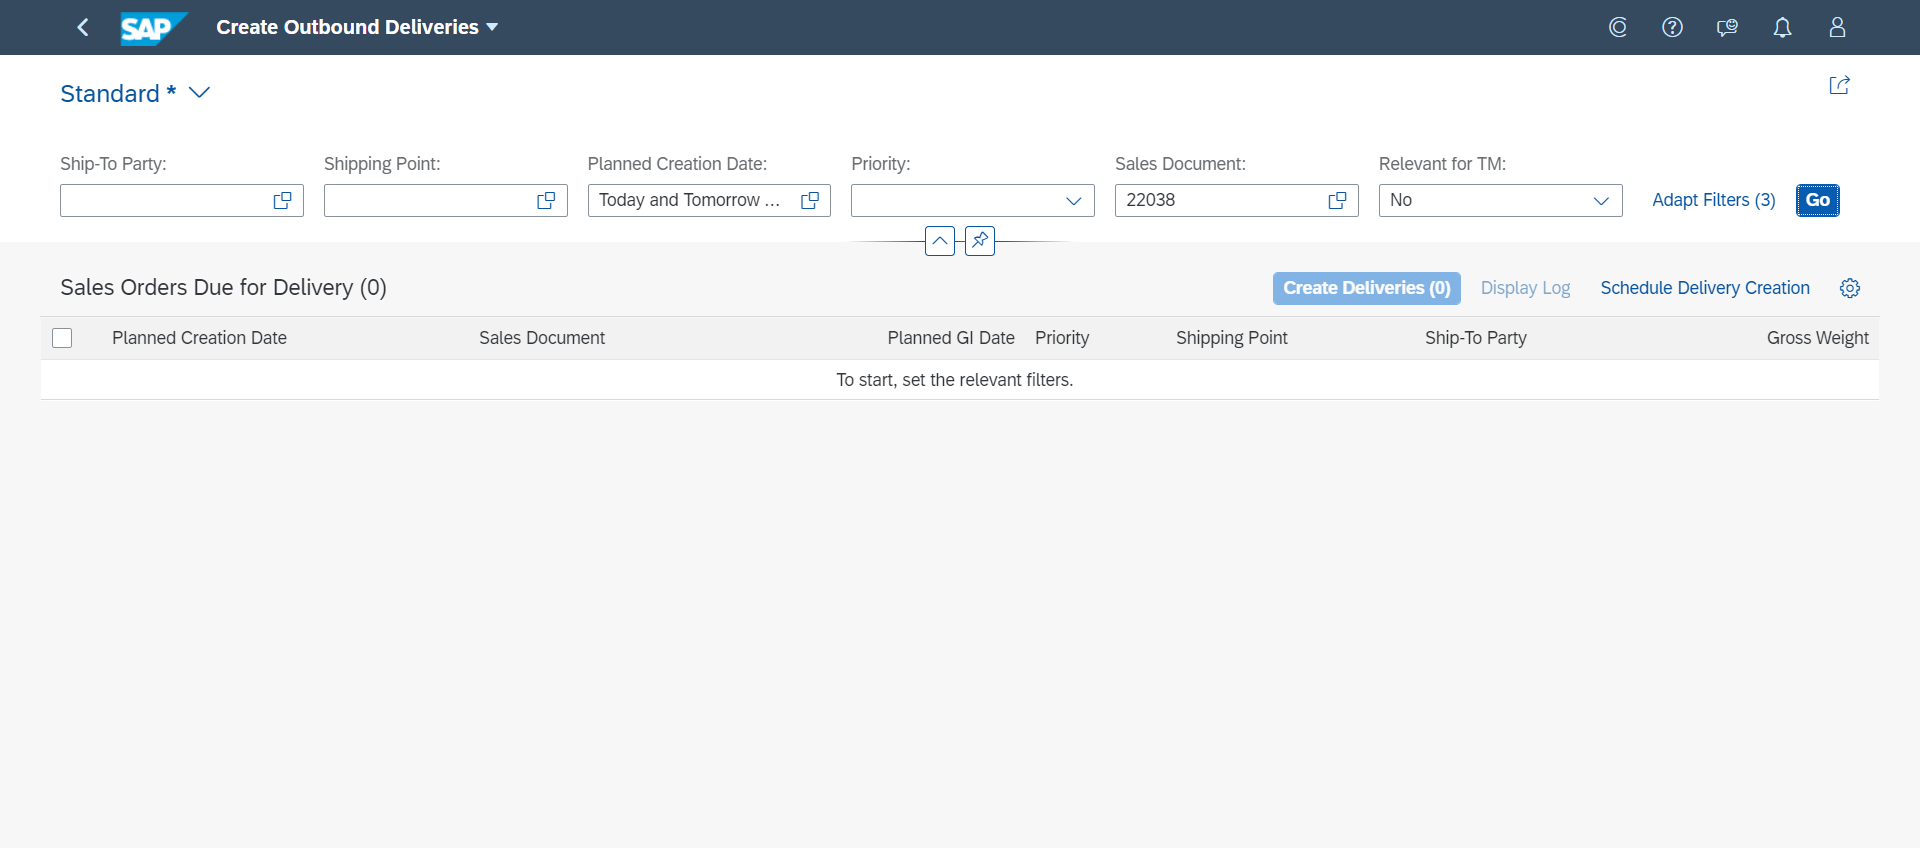 SAP Create Outbound Deliveries
Standard *
Ship-To Party: Shipping Point: Planned Creation Date: Priority: Sales Document: Relevant for TM:
Today and Tomorrow ... 22038 No Adapt Filters (3) Go
Sales Orders Due for Delivery (0) Create Deliveries (0) Display Log Schedule Delivery Creation
Planned Creation Date Sales Document Planned GI Date Priority Shipping Point Ship-To Party Gross Weight
To start, set the relevant filters.